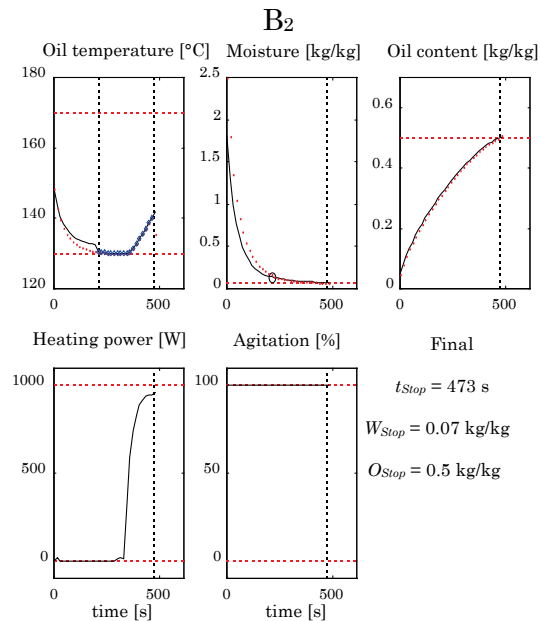 B2
Oil temperature [°C]
Moisture [kg/kg]
Oil content [kg/kg]
180
160
140
120
0
500
2.5
2
1.5
1
0.5
0
0
500
0.6
0.4
0.2
0
0
500
Heating power [W]
Agitation [%]
Final
1000
500
0
0
500
time [s]
100
50
0
0
500
time [s]
tStop = 473 s
WStop = 0.07 kg/kg
OStop = 0.5 kg/kg